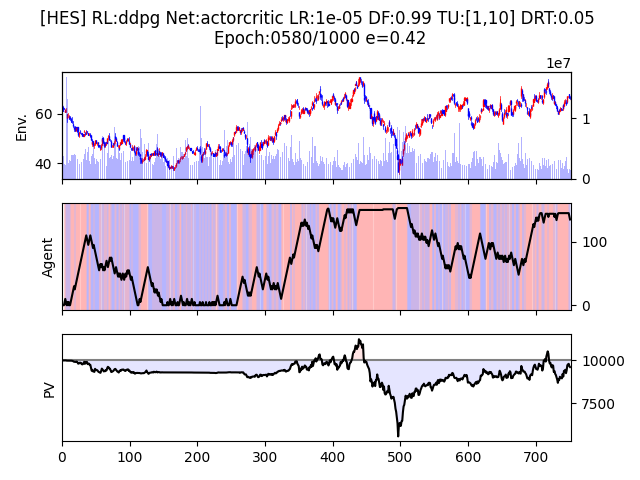 [HES] RL:ddpg Net:actorcritic LR:1e-05 DF:0.99 TU:[1,10] DRT:0.05
Epoch:0580/1000 e=0.42
1e7
Env.
60
40
1
0
Agent
100
0
PV
10000
7500
0 100 200 300 400 500 600 700